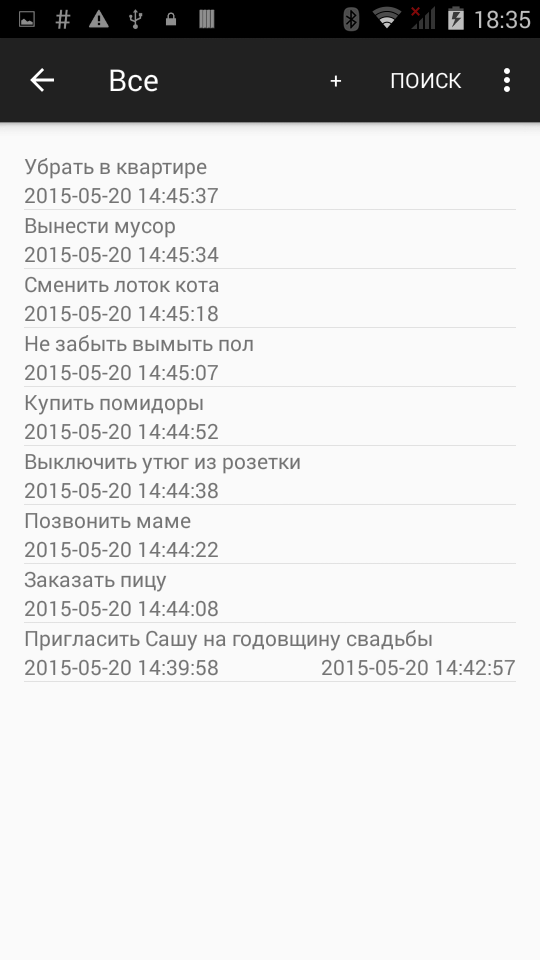 18:35
Все + ПОИСК
Убрать в квартире
2015-05-20 14:45:37
Вынести мусор
2015-05-20 14:45:34
Сменить лоток кота
2015-05-20 14:45:18
Не забыть вымыть пол
2015-05-20 14:45:07
Купить помидоры
2015-05-20 14:44:52
Выключить утюг из розетки
2015-05-20 14:44:38
Позвонить маме
2015-05-20 14:44:22
Заказать пицу
2015-05-20 14:44:08
Пригласить Сашу на годовщину свадьбы
2015-05-20 14:39:58 2015-05-20 14:42:57